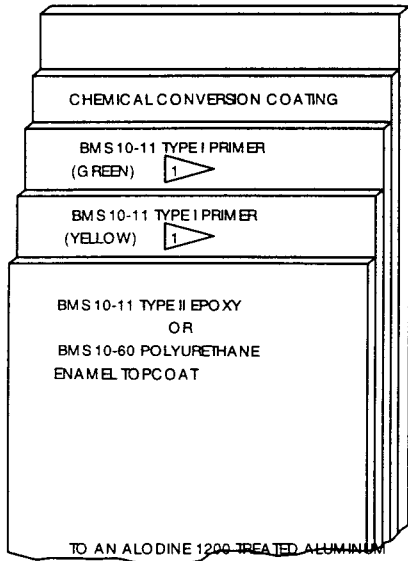 CHEMICAL CONVERSION COATING
BMS 10-11 TYPE I PRIMER
(GREEN) 1
BMS 10-11 TYPE I PRIMER
(YELLOW) 1
BMS 10-11 TYPE II EPOXY
OR
BMS 10-60 POLYURETHANE
ENAMEL TOPCOAT
TO AN ALODINE 1200 TREATED ALUMINUM